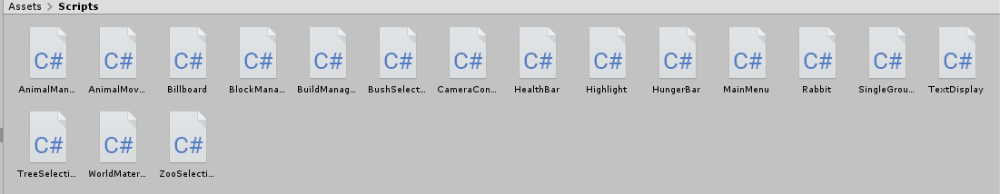 Assets > Scripts
C# C# C# C# C# C# C# C# C# C# C# C# C# C#
AnimalMan... AnimalMov... Billboard BlockMana... BuildManag... BushSelect... CameraCon... HealthBar Highlight HungerBar MainMenu Rabbit SingleGrou... TextDisplay
C# C# C#
TreeSelecti... WorldMater... ZooSelecti...